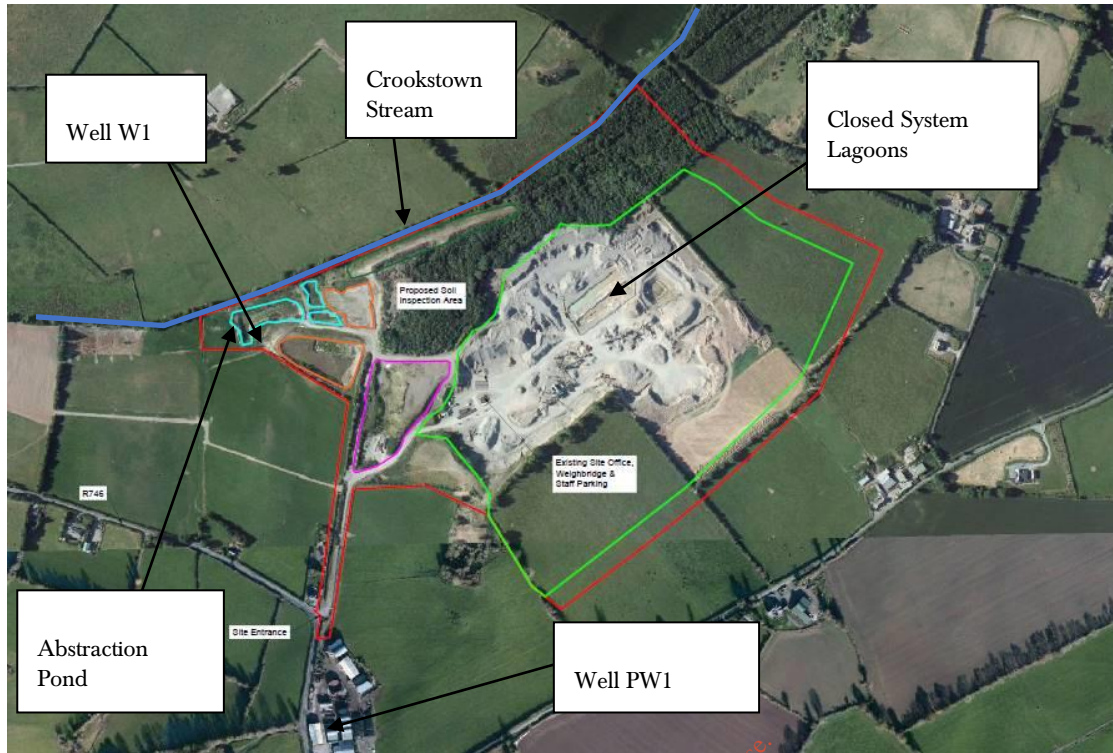 Crookstown
Stream
Well W1
Closed System
Lagoons
Proposed Soil
Inspection Area
Existing Site Office,
Weighbridge &
Staff Parking
R746
Site Entrance
Abstraction
Pond
Well PW1